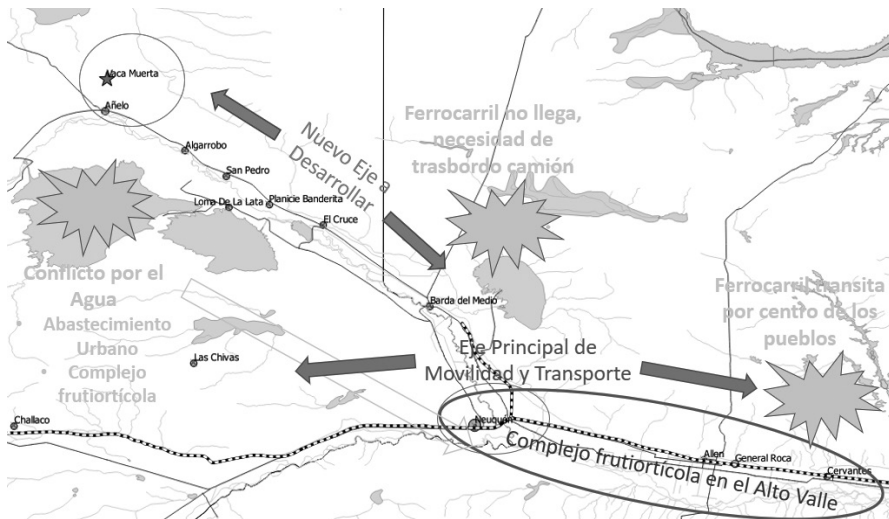 Vaca Muerta
Añelo
Algarrobo
San Pedro
Loma De La Lata
Planicie Banderita
El Cruce
Nuevo Eje a
Desarrollar
Ferrocarril no llega,
necesidad de
trasbordo camión
Conflicto por el
Agua
Abastecimiento
Urbano
Complejo
frutiortícola
Las Chivas
Barda del Medio
Ferrocarril transita
por centro de los
pueblos
Eje Principal de
Movilidad y Transporte
Challaco
Neuquén
Complejo frutiortícola en el Alto Valle
Allen
General Roca
Cervantes